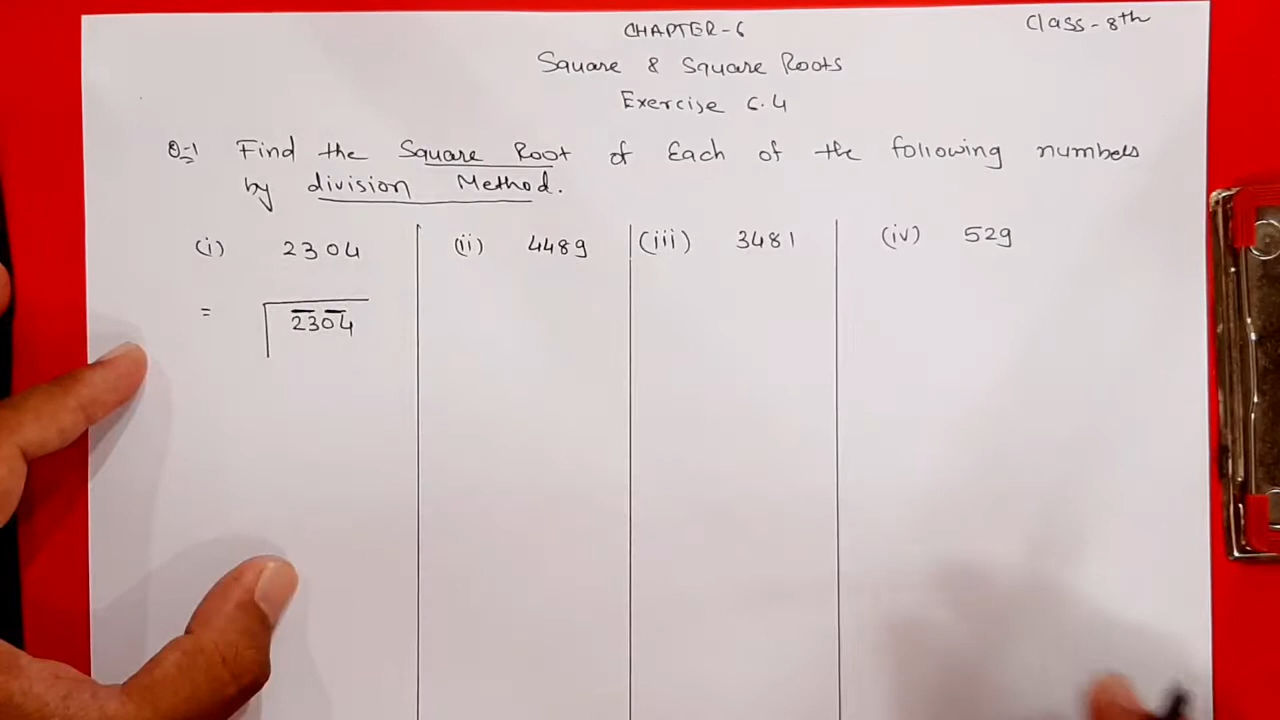 CHAPTER-6
Class-8th
Square & Square Roots
Exercise 6.4
Q-1 Find the Square Root of Each of the following numbers
by division Method.
(i) 2304 (ii) 4489 (iii) 3481 (iv) 529
= 2304